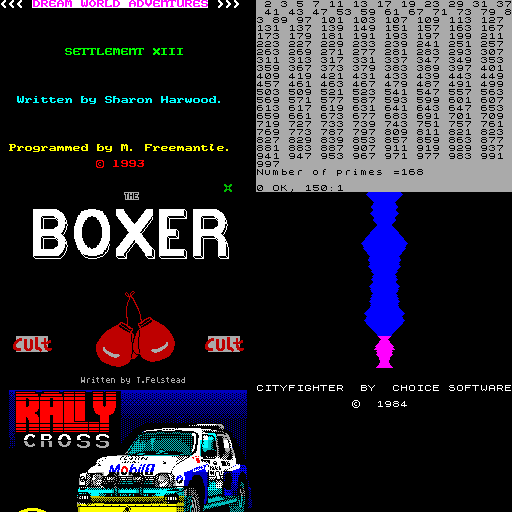 <<< DREAM WORLD ADVENTURES >>>
SETTLEMENT XIII
Written by Sharon Harwood.
Programmed by M. Freemantle.
© 1993
2 3 5 7 11 13 17 19 23 29 31 37
41 43 47 53 59 61 67 71 73 79 8
3 89 97 101 103 107 109 113 127
131 137 139 149 151 157 163 167
173 179 181 191 193 197 199 211
223 227 229 233 239 241 251 257
263 269 271 277 281 283 293 307
311 313 317 331 337 347 349 353
359 367 373 379 383 389 397 401
409 419 421 431 433 439 443 449
457 461 463 467 479 487 491 499
503 509 521 523 541 547 557 563
569 571 577 587 593 599 601 607
613 617 619 631 641 643 647 653
659 661 673 677 683 691 701 709
719 727 733 739 743 751 757 761
769 773 787 797 809 811 821 823
827 829 839 853 857 859 863 877
881 883 887 907 911 919 929 937
941 947 953 967 971 977 983 991
997
Number of primes =168
0 OK, 150:1
THE
BOXER
cult cult
Written by T.Felstead
CITYFIGHTER BY CHOICE SOFTWARE
© 1984
RALLY
CROSS
Mobil 1